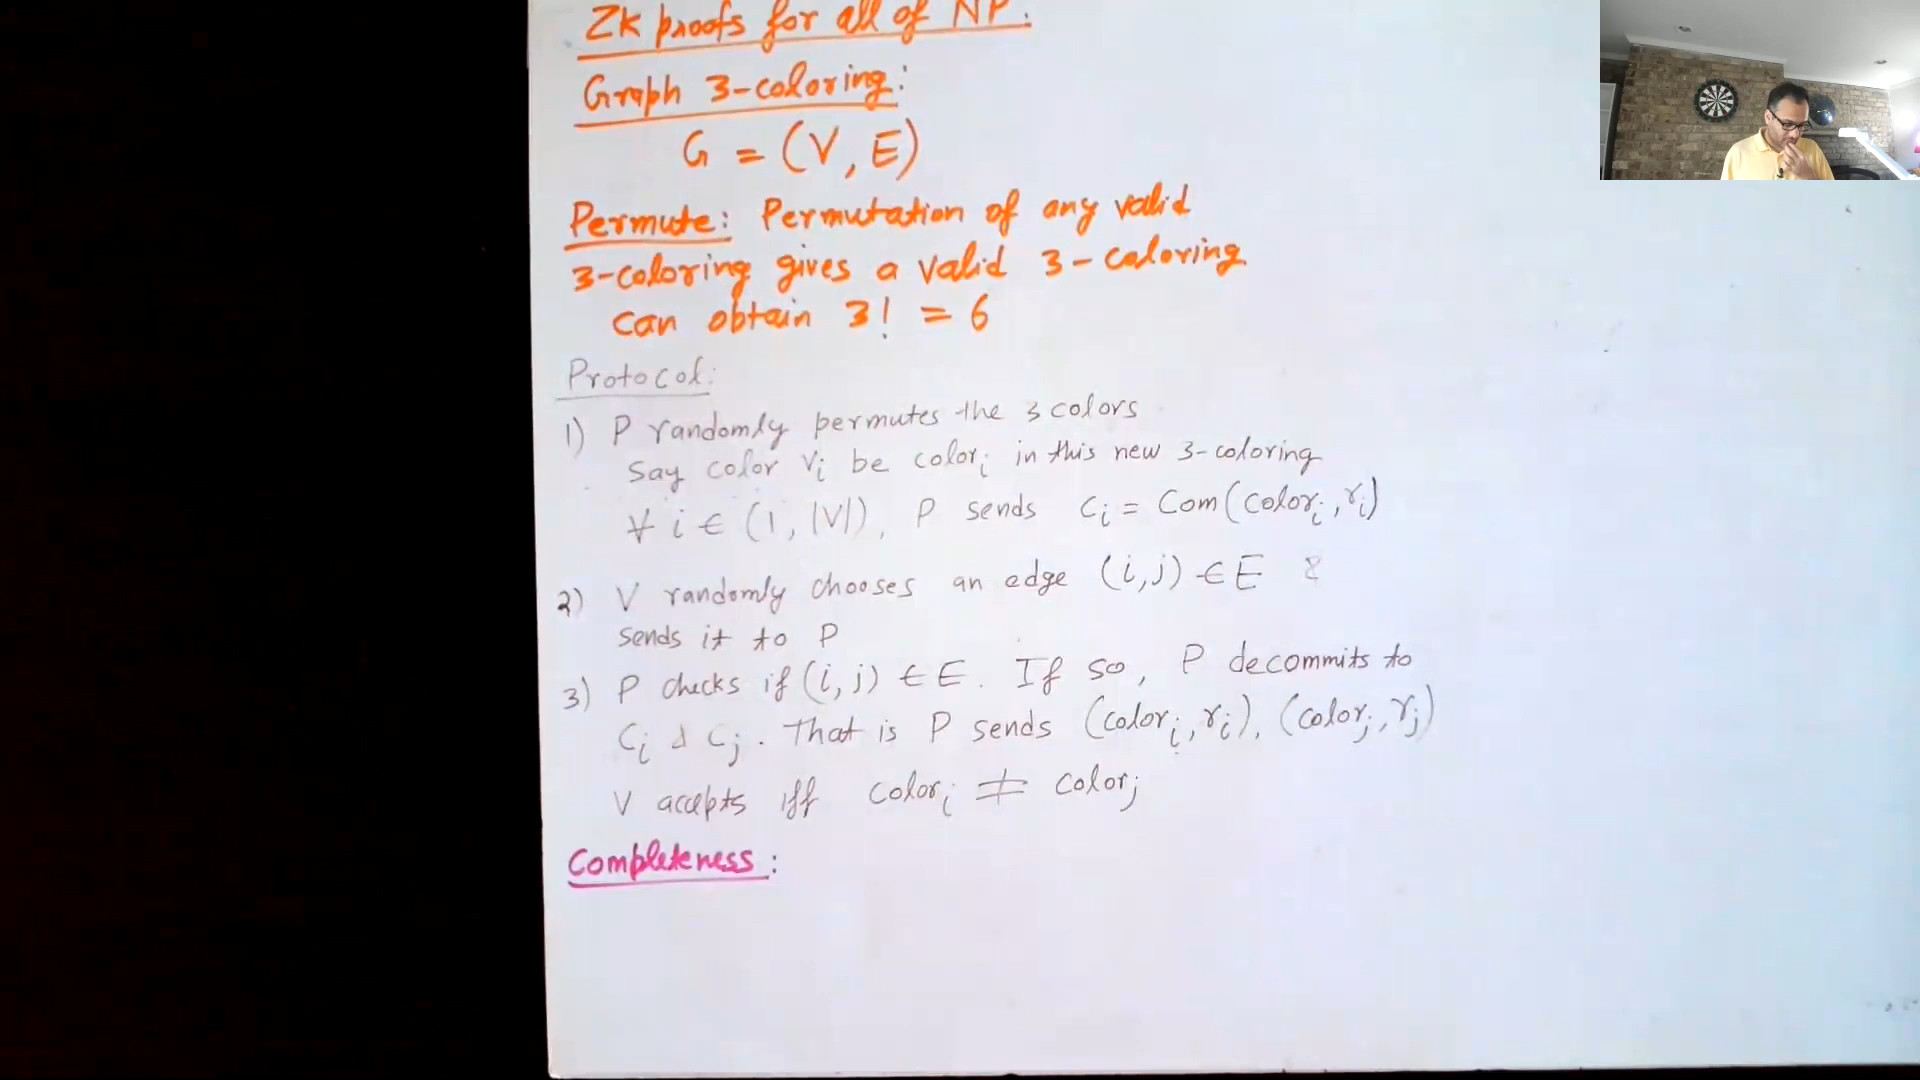 ZK proofs for all of NP:
Graph 3-coloring:
G = (V, E)
Permute: Permutation of any valid
3-coloring gives a valid 3-coloring
can obtain 3! = 6
Protocol:
1) P randomly permutes the 3 colors
Say color vᵢ be colorᵢ in this new 3-coloring
∀ i ∈ (1, |V|), P sends Cᵢ = Com(colorᵢ, rᵢ)
2) V randomly chooses an edge (i,j) ∈ E &
sends it to P
3) P checks if (i, j) ∈ E. If so, P decommits to
Cᵢ & Cⱼ. That is P sends (colorᵢ, rᵢ), (colorⱼ, rⱼ)
V accepts iff colorᵢ ≠ colorⱼ
Completeness: